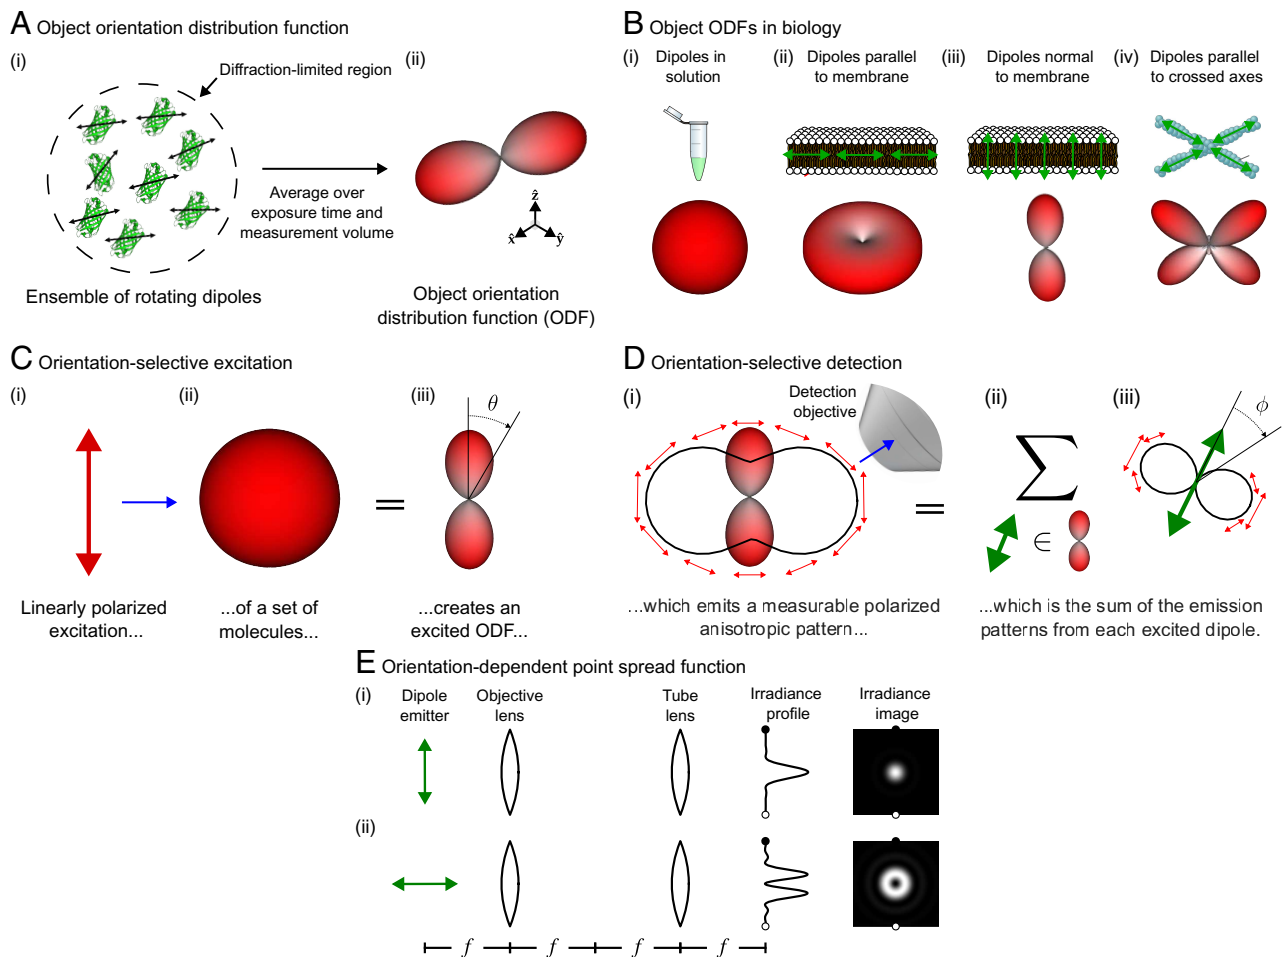 A Object orientation distribution function
(i)
Diffraction-limited region
(ii)
Average over
exposure time and
measurement volume
ẑ
x̂
ŷ
Ensemble of rotating dipoles
Object orientation
distribution function (ODF)
B Object ODFs in biology
(i) Dipoles in
solution
(ii) Dipoles parallel
to membrane
(iii) Dipoles normal
to membrane
(iv) Dipoles parallel
to crossed axes
C Orientation-selective excitation
(i)
(ii)
(iii)
θ
=
Linearly polarized
excitation...
...of a set of
molecules...
...creates an
excited ODF...
D Orientation-selective detection
(i)
Detection
objective
=
(ii)
∑
∈
(iii)
ϕ
...which emits a measurable polarized
anisotropic pattern...
...which is the sum of the emission
patterns from each excited dipole.
E Orientation-dependent point spread function
(i)
Dipole
emitter
Objective
lens
Tube
lens
Irradiance
profile
Irradiance
image
(ii)
f f f f